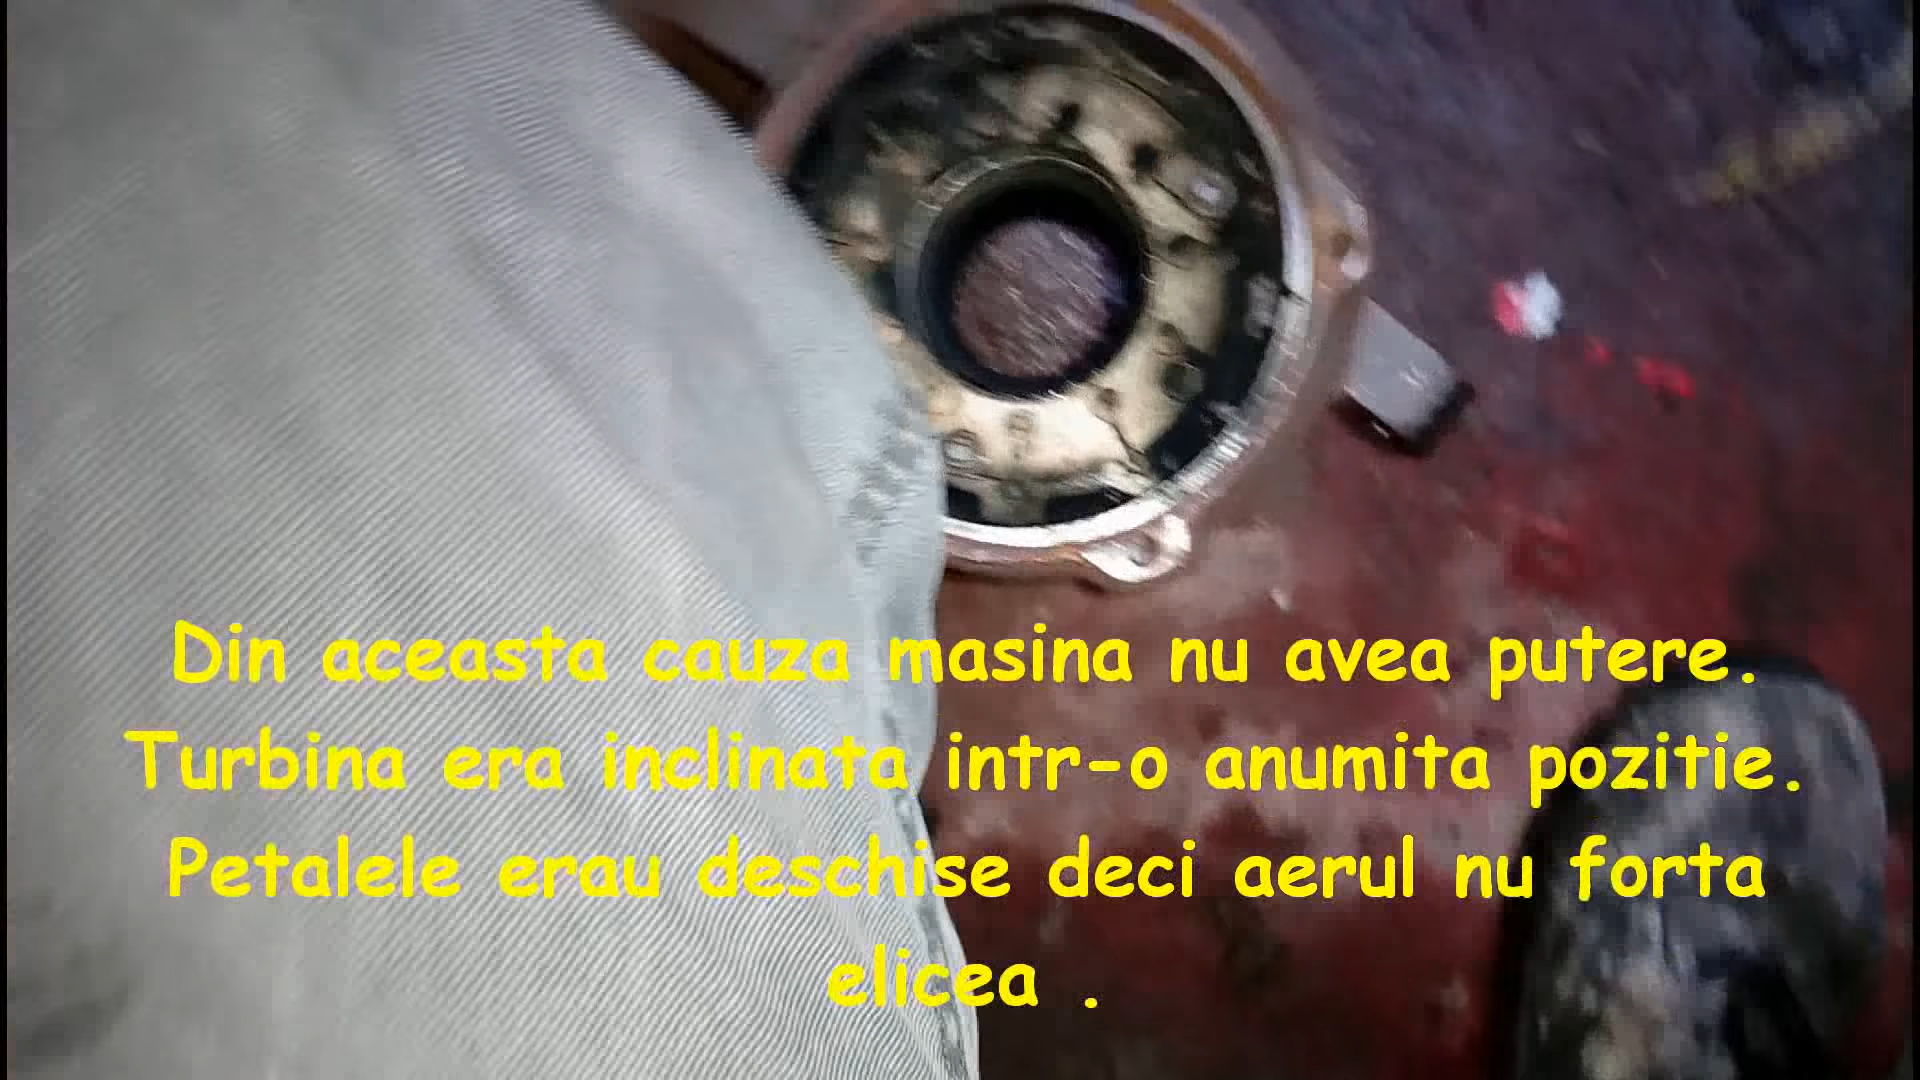 Din aceasta cauza masina nu avea putere.
Turbina era inclinata intr-o anumita pozitie.
Petalele erau deschise deci aerul nu forta
elicea .